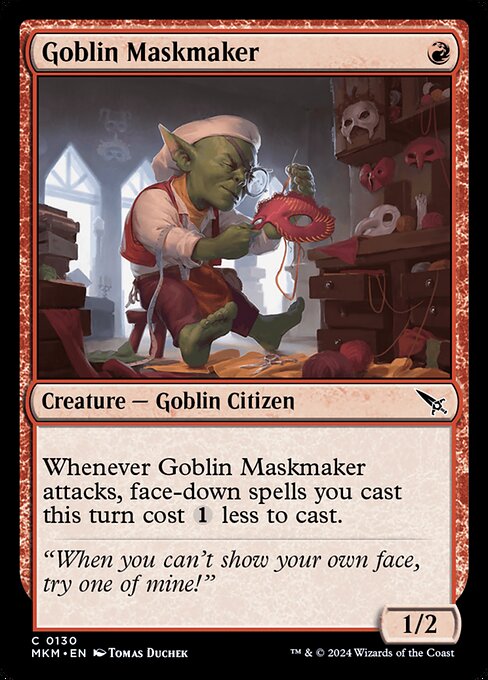 Goblin Maskmaker
Creature — Goblin Citizen
Whenever Goblin Maskmaker
attacks, face-down spells you cast
this turn cost 1 less to cast.
“When you can’t show your own face,
try one of mine!”
1/2
C 0130
MKM • EN Tomas Duchek
™ & © 2024 Wizards of the Coast